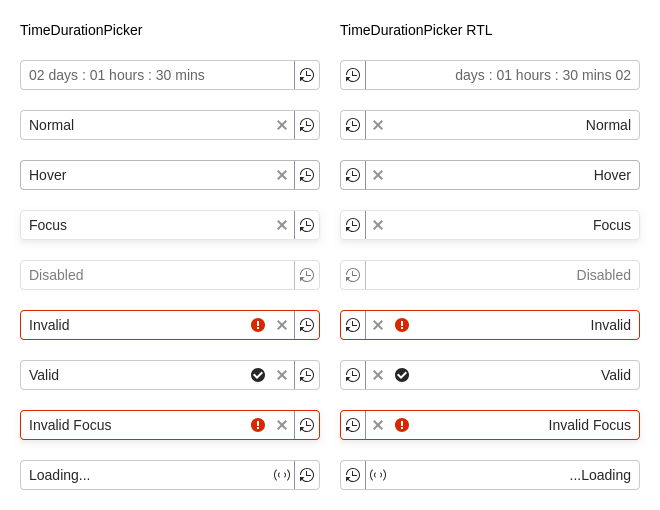 TimeDurationPicker
TimeDurationPicker RTL
02 days : 01 hours : 30 mins
days : 01 hours : 30 mins 02
Normal
Normal
Hover
Hover
Focus
Focus
Disabled
Disabled
Invalid
Invalid
Valid
Valid
Invalid Focus
Invalid Focus
Loading...
...Loading